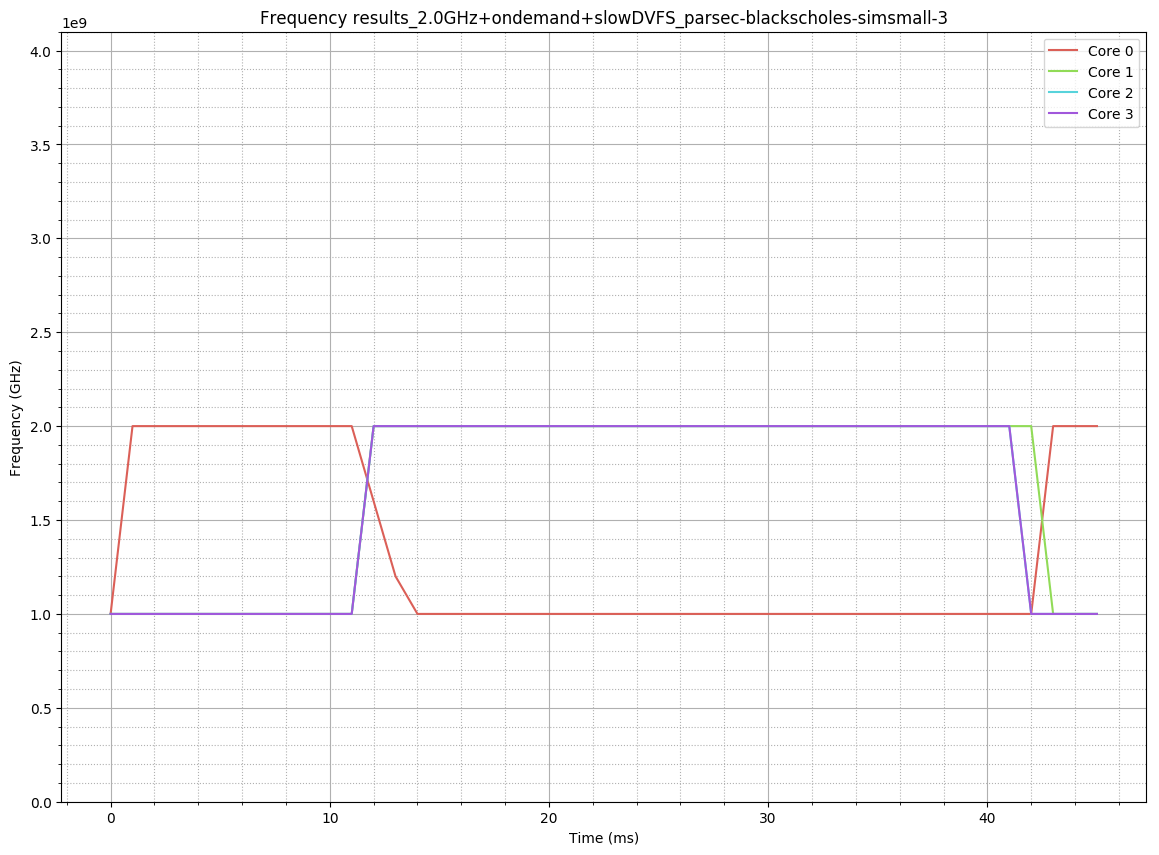 Frequency results_2.0GHz+ondemand+slowDVFS_parsec-blackscholes-simsmall-3
1e9
4.0
3.5
3.0
2.5
2.0
1.5
1.0
0.5
0.0
Frequency (GHz)
Core 0
Core 1
Core 2
Core 3
0 10 20 30 40
Time (ms)